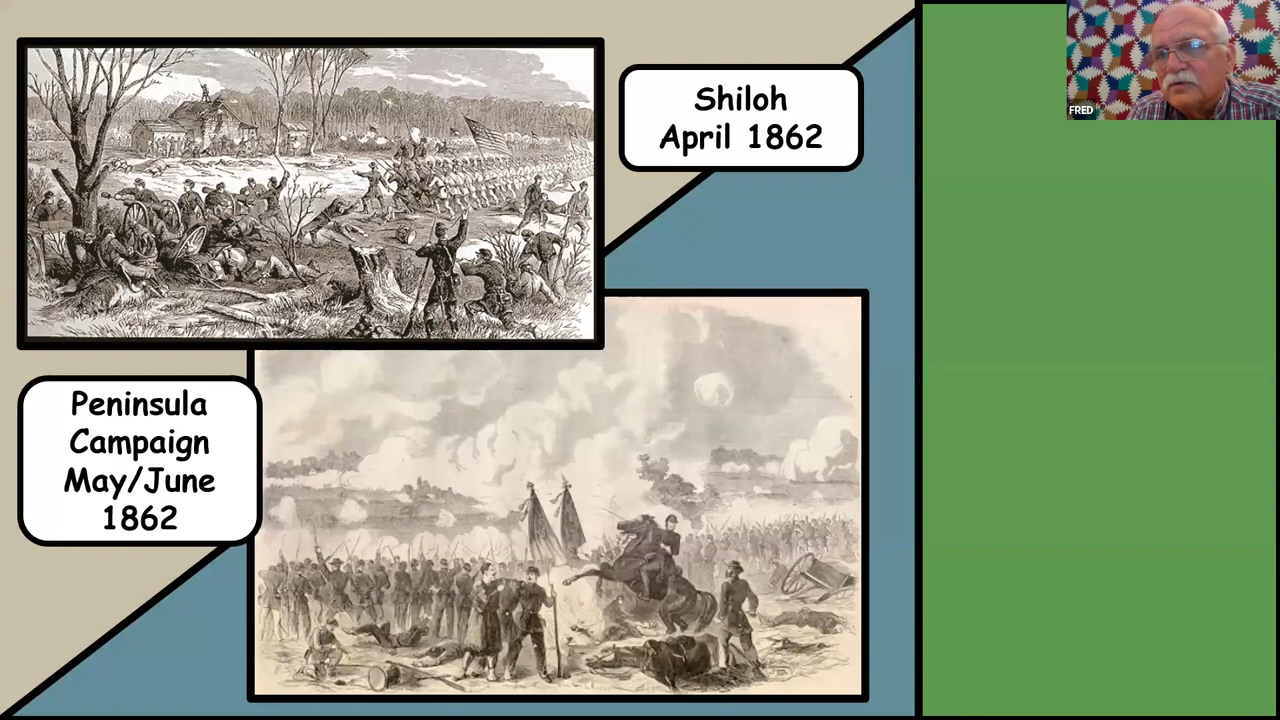 Shiloh
April 1862
FRED
Peninsula
Campaign
May/June
1862